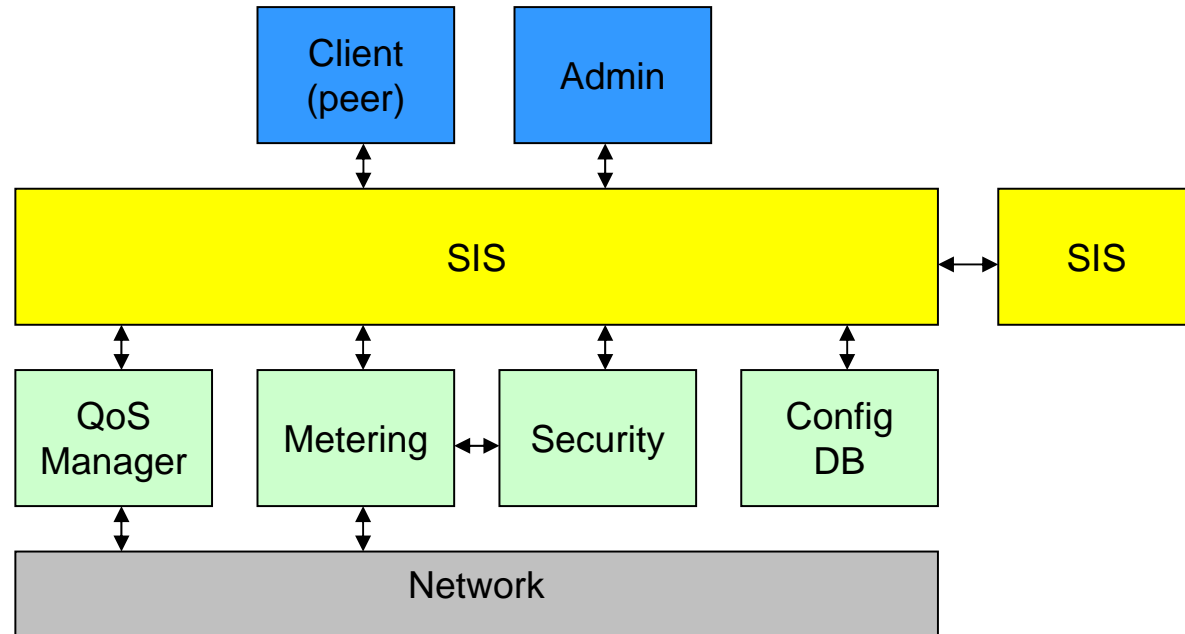 Client
(peer)
Admin
SIS
SIS
QoS
Manager
Metering
Security
Config
DB
Network